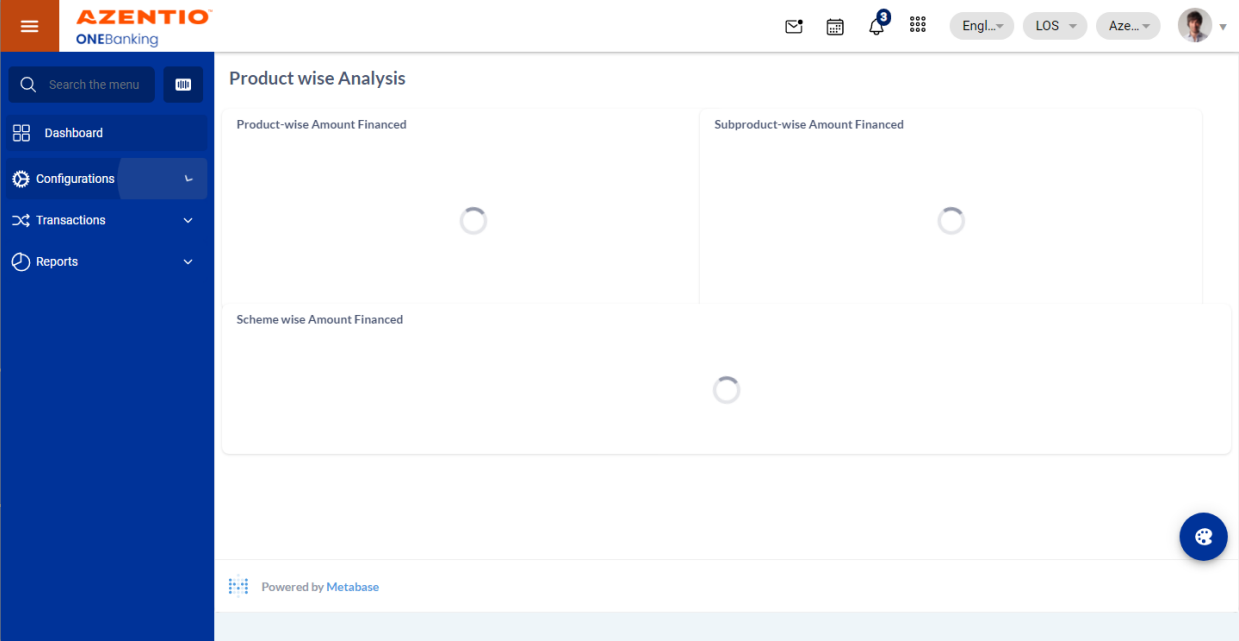 AZENTIO™
ONEBanking
3
Engl...
LOS
Aze...
Search the menu
Dashboard
Configurations
Transactions
Reports
Product wise Analysis
Product-wise Amount Financed
Subproduct-wise Amount Financed
Scheme wise Amount Financed
Powered by Metabase